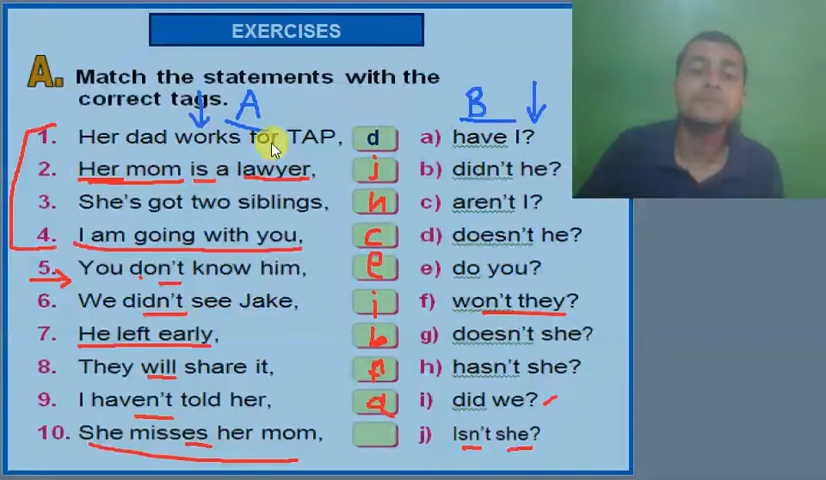 EXERCISES
A. Match the statements with the
correct tags.
A B
1. Her dad works for TAP, d a) have I?
2. Her mom is a lawyer, j b) didn't he?
3. She's got two siblings, h c) aren't I?
4. I am going with you, c d) doesn't he?
5. You don't know him, e e) do you?
6. We didn't see Jake, i f) won't they?
7. He left early, b g) doesn't she?
8. They will share it, f h) hasn't she?
9. I haven't told her, a i) did we?
10. She misses her mom, j) Isn't she?